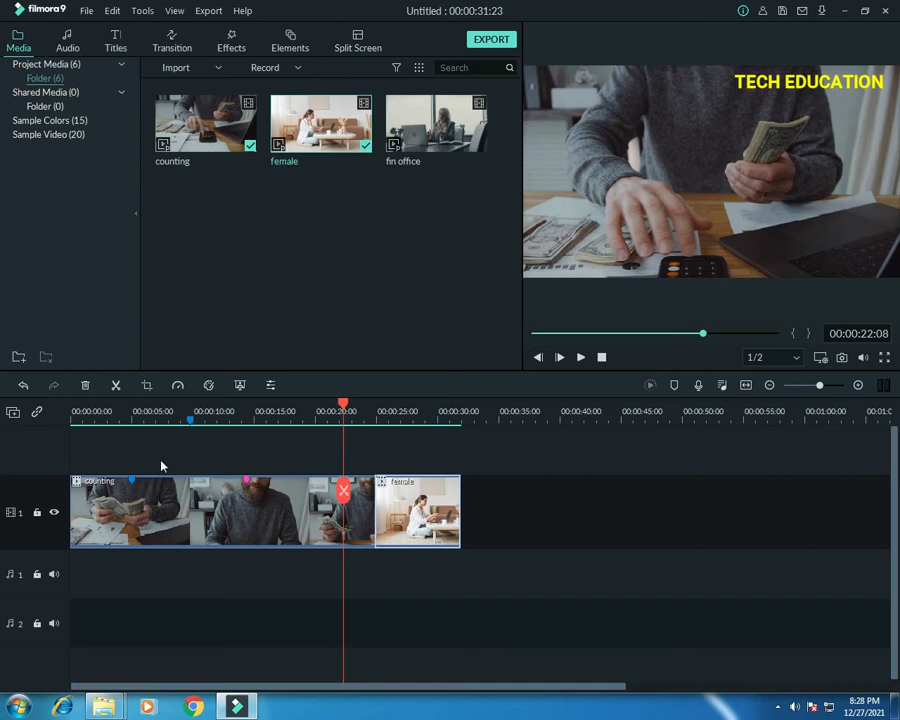 filmora9 File Edit Tools View Export Help Untitled : 00:00:31:23
Media Audio Titles Transition Effects Elements Split Screen EXPORT
Project Media (6) Import Record Search
Folder (6)
Shared Media (0)
Folder (0)
Sample Colors (15)
Sample Video (20)
counting female fin office
TECH EDUCATION
00:00:22:08
1/2
00:00:00:00 00:00:05:00 00:00:10:00 00:00:15:00 00:00:20:00 00:00:25:00 00:00:30:00 00:00:35:00 00:00:40:00 00:00:45:00 00:00:50:00 00:00:55:00 00:01:00:00 00:01:0
counting female
1
1
2
8:28 PM
12/27/2021